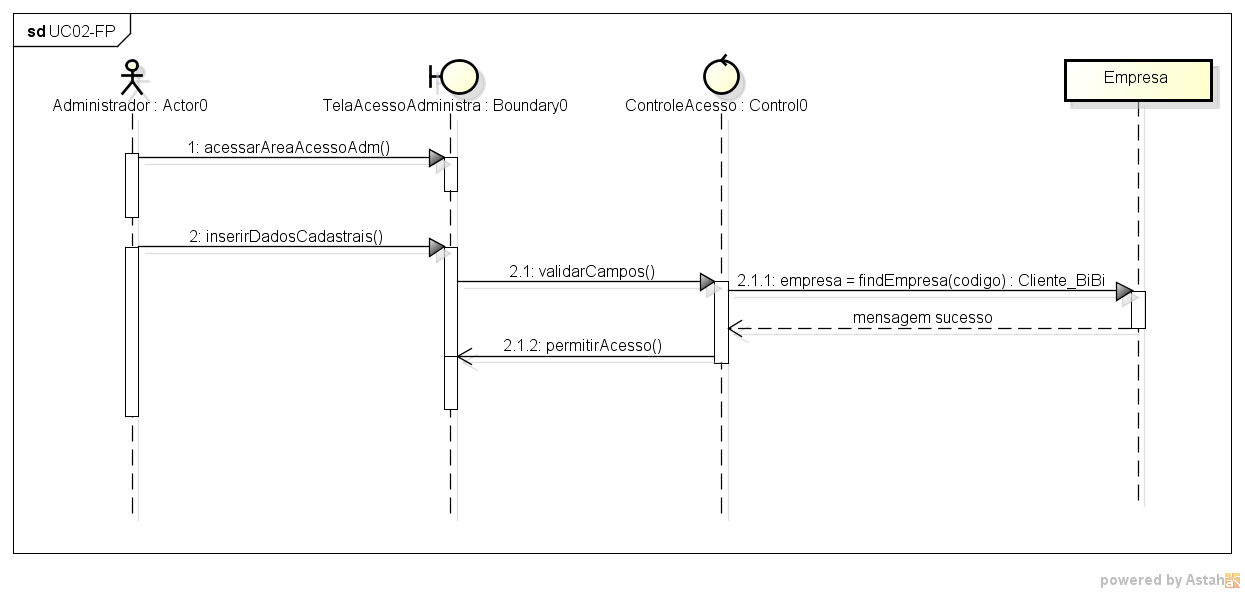 sd UC02-FP
Administrador : Actor0
TelaAcessoAdministra : Boundary0
ControleAcesso : Control0
Empresa
1: acessarAreaAcessoAdm()
2: inserirDadosCadastrais()
2.1: validarCampos()
2.1.1: empresa = findEmpresa(codigo) : Cliente_BiBi
mensagem sucesso
2.1.2: permitirAcesso()
powered by Astah